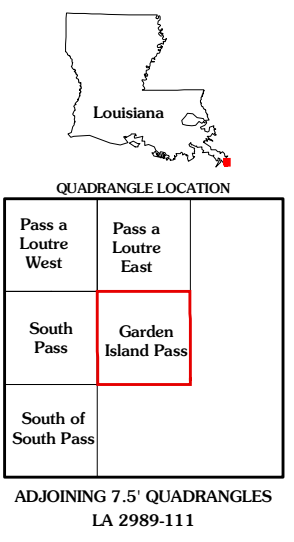 Louisiana
QUADRANGLE LOCATION
Pass a
Loutre
West
Pass a
Loutre
East
South
Pass
Garden
Island Pass
South of
South Pass
ADJOINING 7.5' QUADRANGLES
LA 2989-111